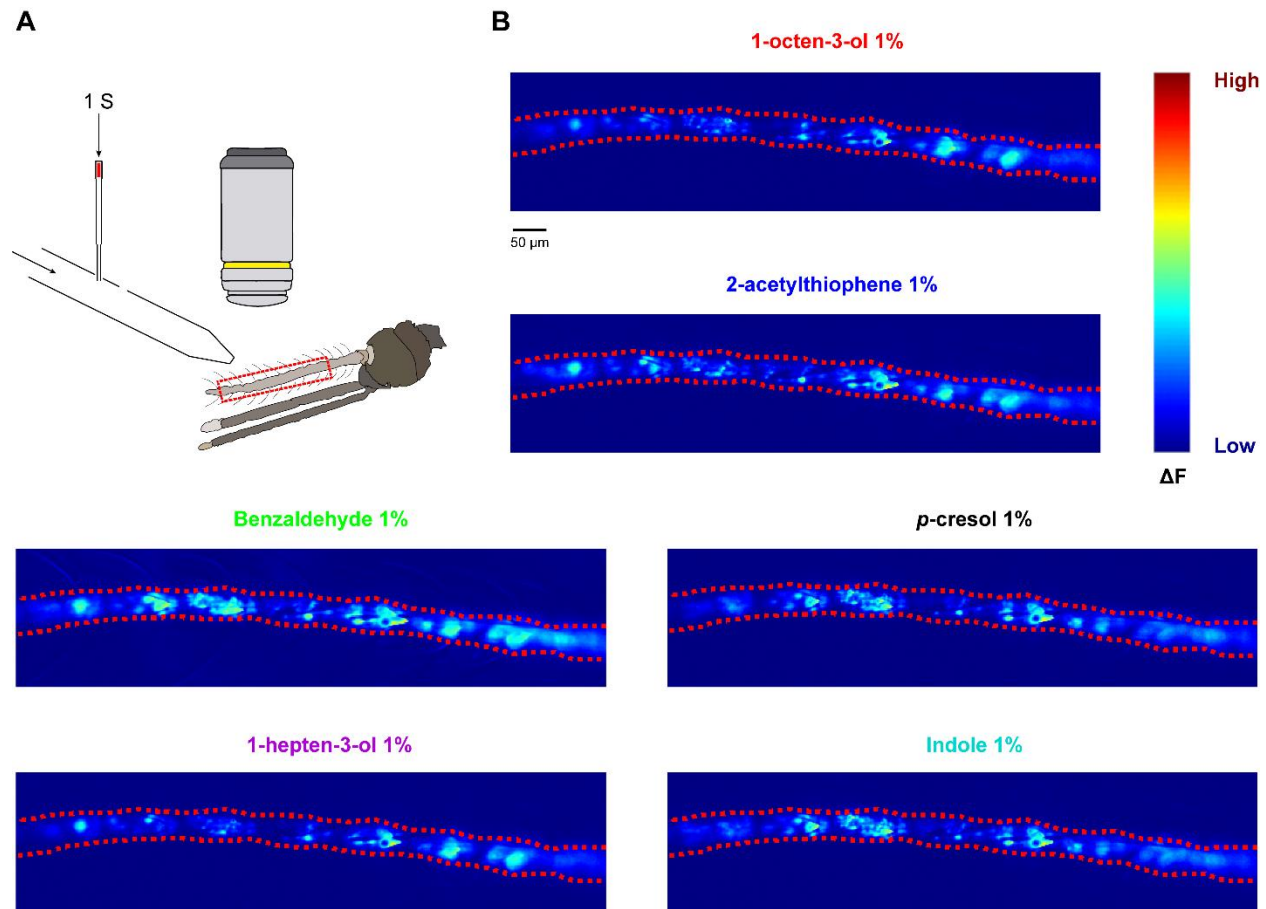 A
B
1 S
1-octen-3-ol 1%
High
50 µm
2-acetylthiophene 1%
Low
ΔF
Benzaldehyde 1%
p-cresol 1%
1-hepten-3-ol 1%
Indole 1%